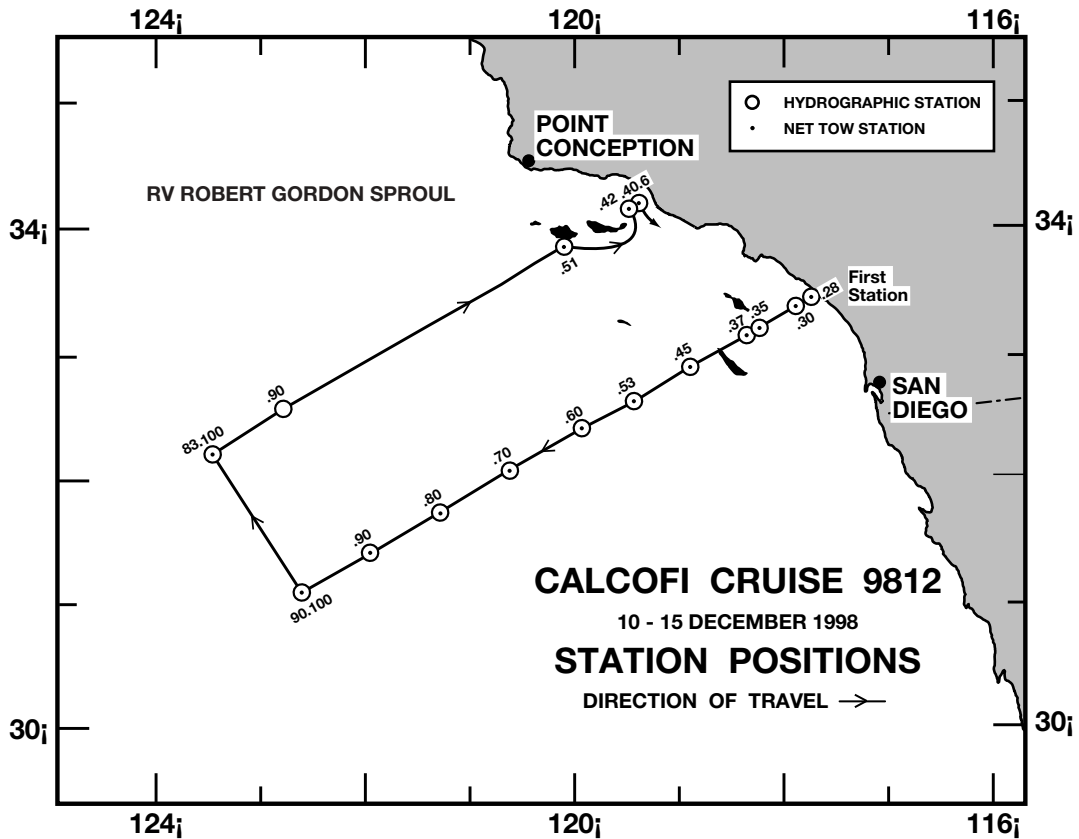 124¡ 120¡ 116¡
HYDROGRAPHIC STATION
NET TOW STATION
POINT
CONCEPTION
RV ROBERT GORDON SPROUL
.42 .40.6
34¡ 34¡
.51
First
Station
.28
.30
.35
.37
.45
.53
.60
.70
.80
.90
90.100
83.100
.90
SAN
DIEGO
CALCOFI CRUISE 9812
10 - 15 DECEMBER 1998
STATION POSITIONS
DIRECTION OF TRAVEL
30¡ 30¡
124¡ 120¡ 116¡